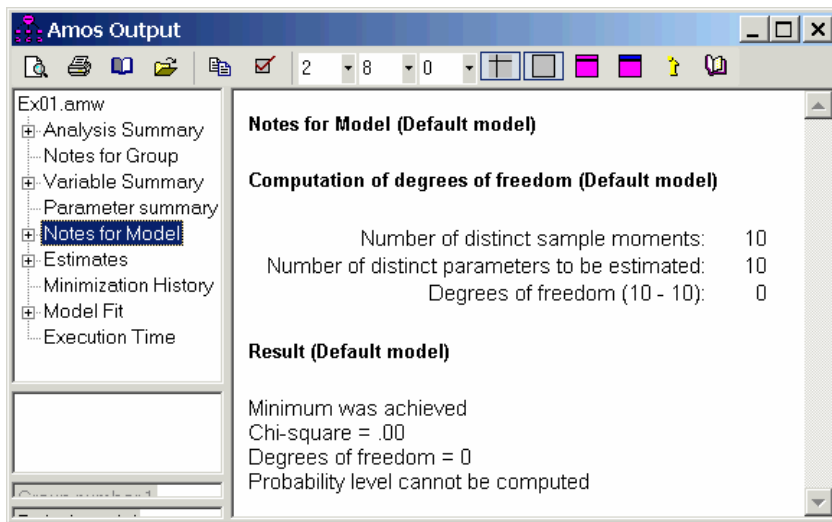 Amos Output
2 8 0
Ex01.amw
Analysis Summary
Notes for Group
Variable Summary
Parameter summary
Notes for Model
Estimates
Minimization History
Model Fit
Execution Time
Notes for Model (Default model)
Computation of degrees of freedom (Default model)
Number of distinct sample moments: 10
Number of distinct parameters to be estimated: 10
Degrees of freedom (10 - 10): 0
Result (Default model)
Minimum was achieved
Chi-square = .00
Degrees of freedom = 0
Probability level cannot be computed